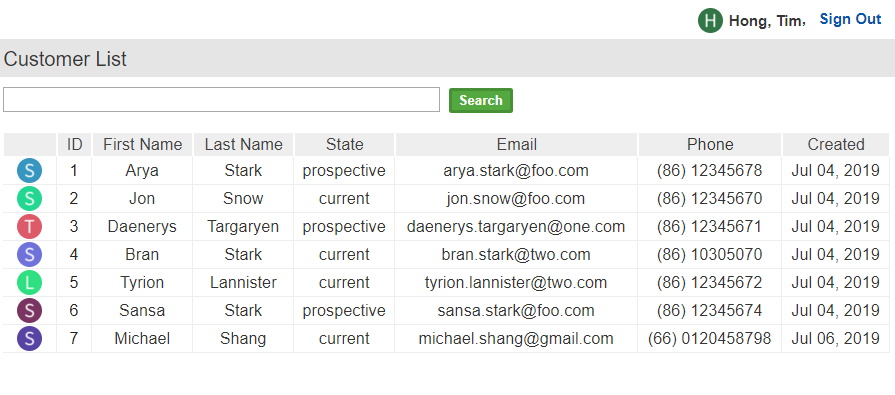 H Hong, Tim, Sign Out
Customer List
Search
ID First Name Last Name State Email Phone Created
S 1 Arya Stark prospective arya.stark@foo.com (86) 12345678 Jul 04, 2019
S 2 Jon Snow current jon.snow@foo.com (86) 12345670 Jul 04, 2019
T 3 Daenerys Targaryen prospective daenerys.targaryen@one.com (86) 12345671 Jul 04, 2019
S 4 Bran Stark current bran.stark@two.com (86) 10305070 Jul 04, 2019
L 5 Tyrion Lannister current tyrion.lannister@two.com (86) 12345672 Jul 04, 2019
S 6 Sansa Stark prospective sansa.stark@foo.com (86) 12345674 Jul 04, 2019
S 7 Michael Shang current michael.shang@gmail.com (66) 0120458798 Jul 06, 2019